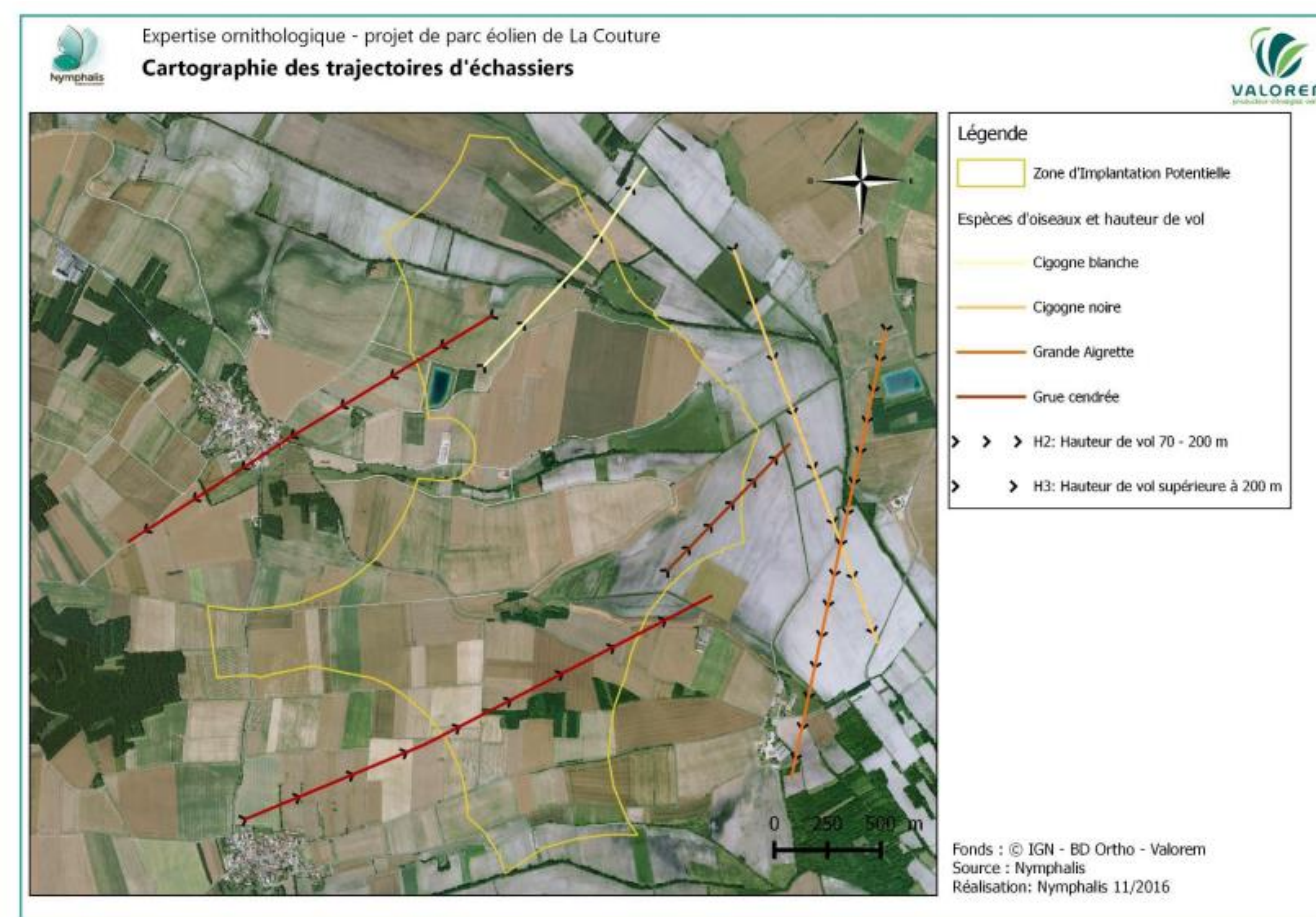 Nymphalis
Expertise ornithologique - projet de parc éolien de La Couture
Cartographie des trajectoires d'échassiers
VALOREM
Légende
Zone d'Implantation Potentielle
Espèces d'oiseaux et hauteur de vol
Cigogne blanche
Cigogne noire
Grande Aigrette
Grue cendrée
H2: Hauteur de vol 70 - 200 m
H3: Hauteur de vol supérieure à 200 m
0 250 500 m
Fonds : © IGN - BD Ortho - Valorem
Source : Nymphalis
Réalisation: Nymphalis 11/2016